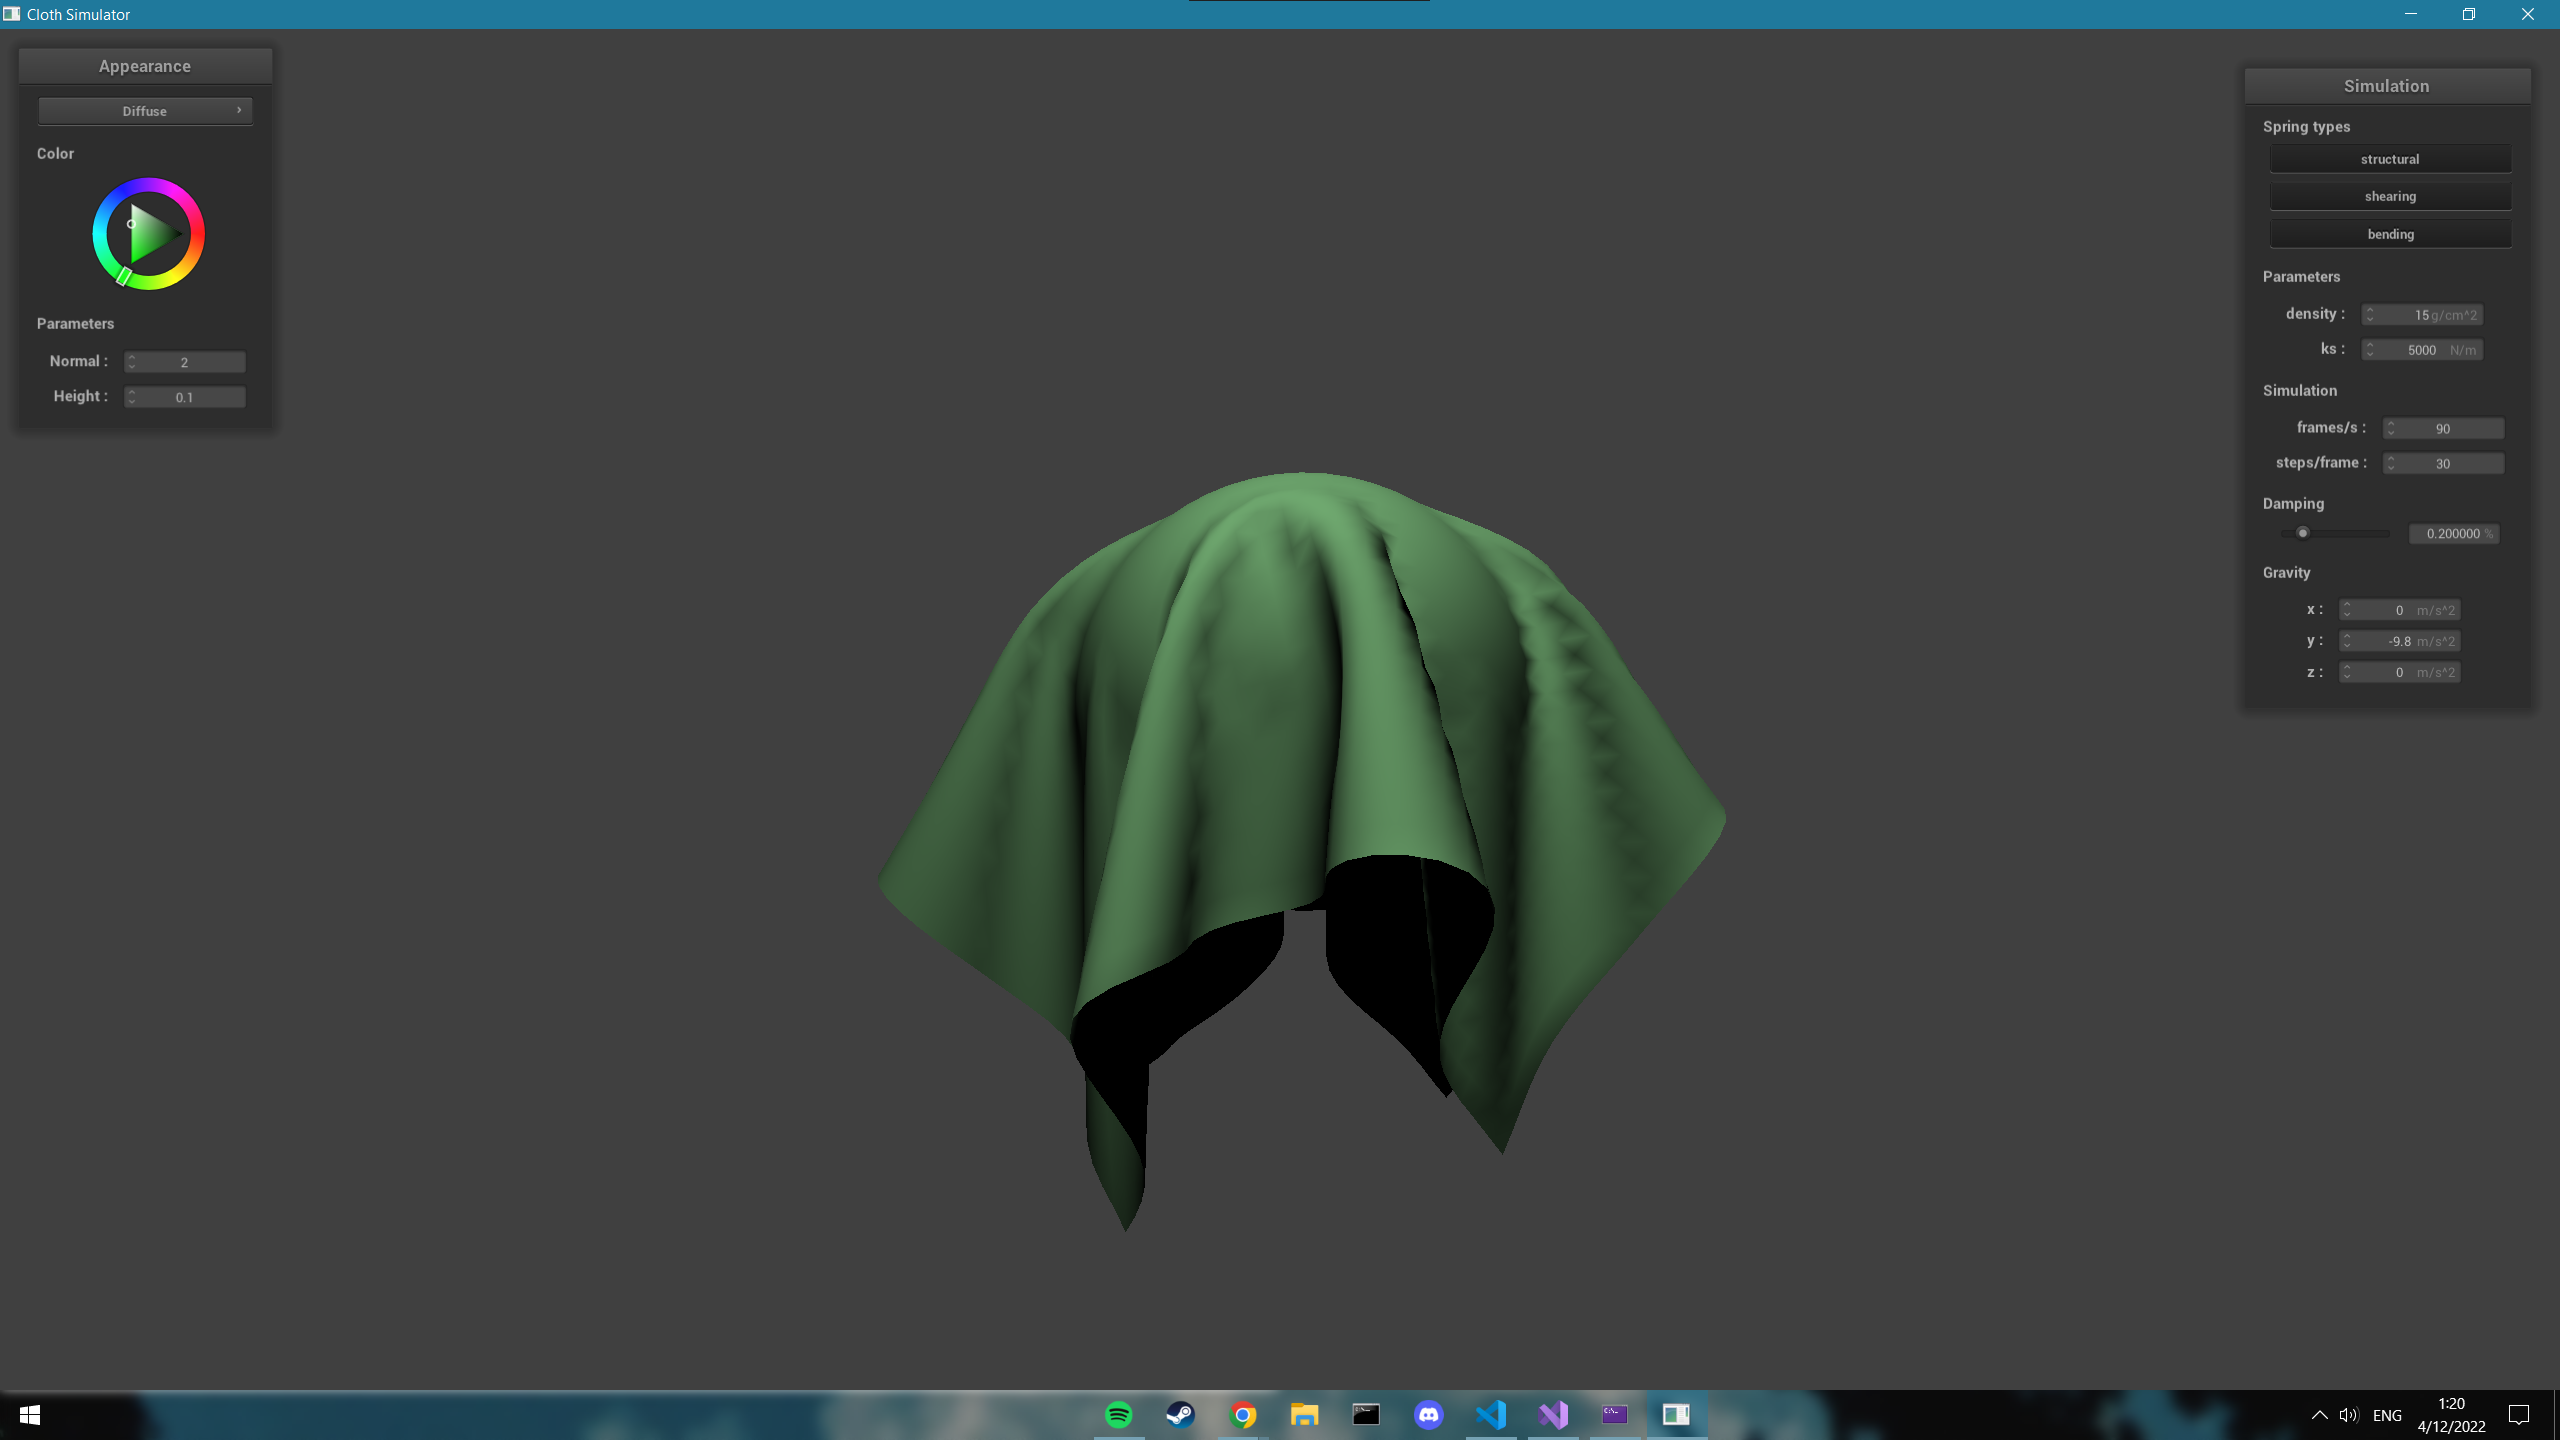 Cloth Simulator
Appearance
Diffuse
Color
Parameters
Normal : 2
Height : 0.1
Simulation
Spring types
structural
shearing
bending
Parameters
density : 15 g/cm^2
ks : 5000 N/m
Simulation
frames/s : 90
steps/frame : 30
Damping
0.200000 %
Gravity
x : 0 m/s^2
y : -9.8 m/s^2
z : 0 m/s^2
ENG
1:20
4/12/2022